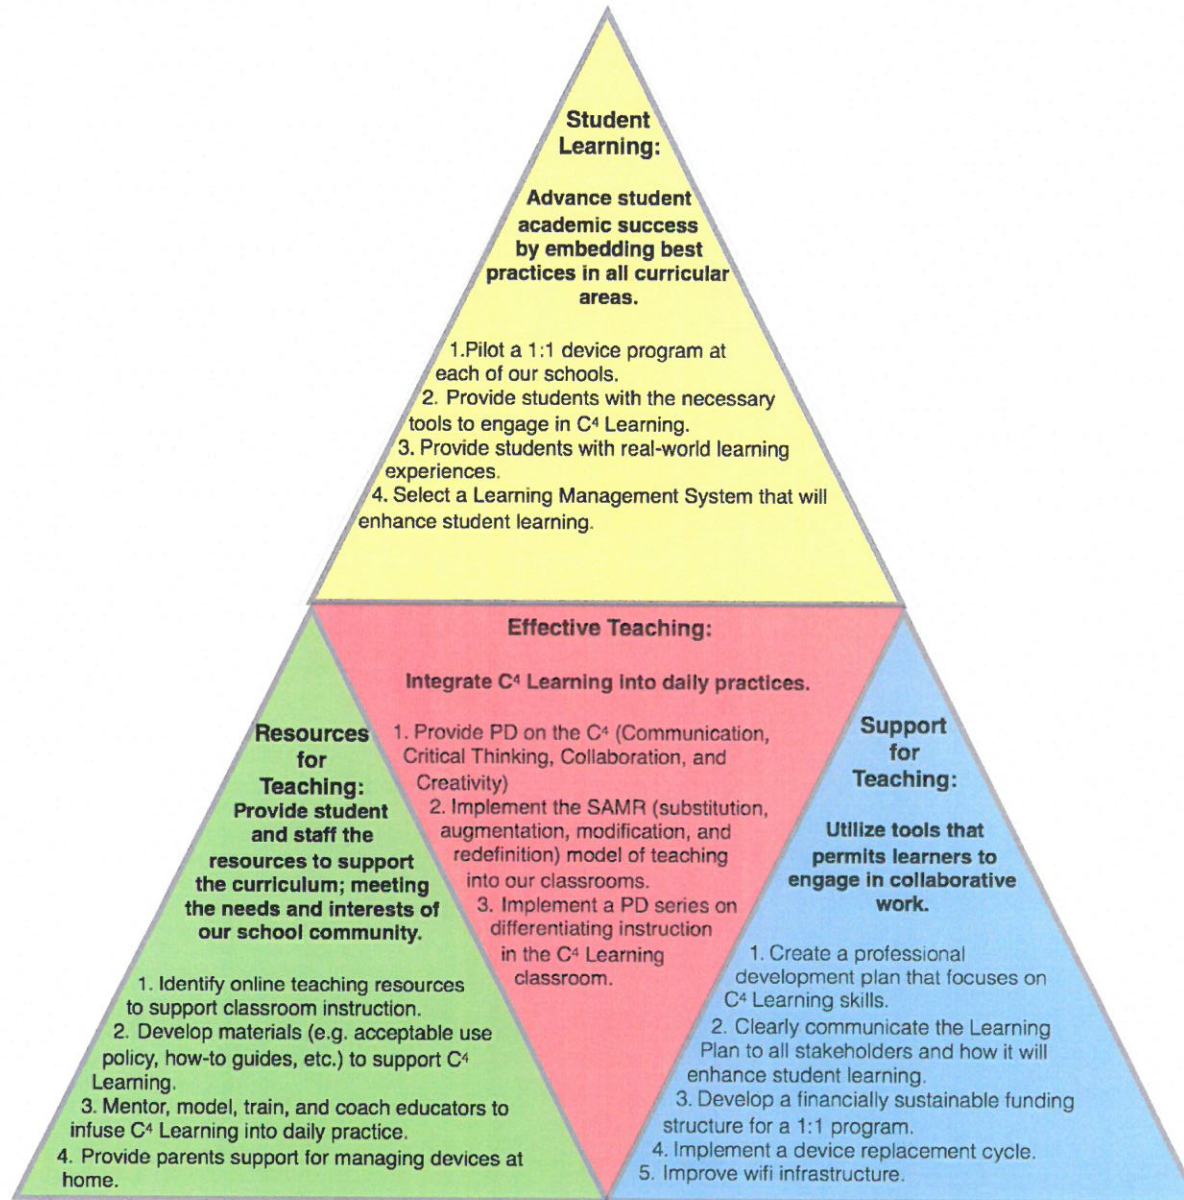 Student
Learning:
Advance student
academic success
by embedding best
practices in all curricular
areas.
1.Pilot a 1:1 device program at
each of our schools.
2. Provide students with the necessary
tools to engage in C⁴ Learning.
3. Provide students with real-world learning
experiences.
4. Select a Learning Management System that will
enhance student learning.
Effective Teaching:
Integrate C⁴ Learning into daily practices.
1. Provide PD on the C⁴ (Communication,
Critical Thinking, Collaboration, and
Creativity)
2. Implement the SAMR (substitution,
augmentation, modification, and
redefinition) model of teaching
into our classrooms.
3. Implement a PD series on
differentiating instruction
in the C⁴ Learning
classroom.
Resources
for
Teaching:
Provide student
and staff the
resources to support
the curriculum; meeting
the needs and interests of
our school community.
1. Identify online teaching resources
to support classroom instruction.
2. Develop materials (e.g. acceptable use
policy, how-to guides, etc.) to support C⁴
Learning.
3. Mentor, model, train, and coach educators to
infuse C⁴ Learning into daily practice.
4. Provide parents support for managing devices at
home.
Support
for
Teaching:
Utilize tools that
permits learners to
engage in collaborative
work.
1. Create a professional
development plan that focuses on
C⁴ Learning skills.
2. Clearly communicate the Learning
Plan to all stakeholders and how it will
enhance student learning.
3. Develop a financially sustainable funding
structure for a 1:1 program.
4. Implement a device replacement cycle.
5. Improve wifi infrastructure.